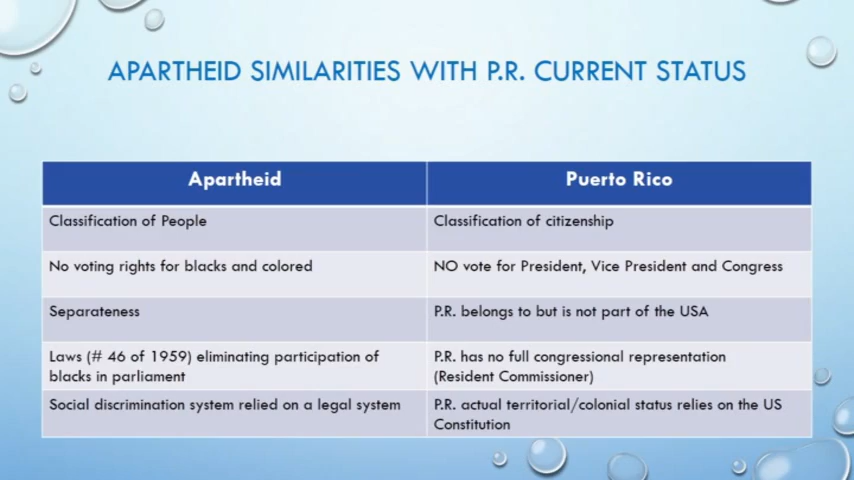 APARTHEID SIMILARITIES WITH P.R. CURRENT STATUS
Apartheid
Puerto Rico
Classification of People
Classification of citizenship
No voting rights for blacks and colored
NO vote for President, Vice President and Congress
Separateness
P.R. belongs to but is not part of the USA
Laws (# 46 of 1959) eliminating participation of
blacks in parliament
P.R. has no full congressional representation
(Resident Commissioner)
Social discrimination system relied on a legal system
P.R. actual territorial/colonial status relies on the US
Constitution